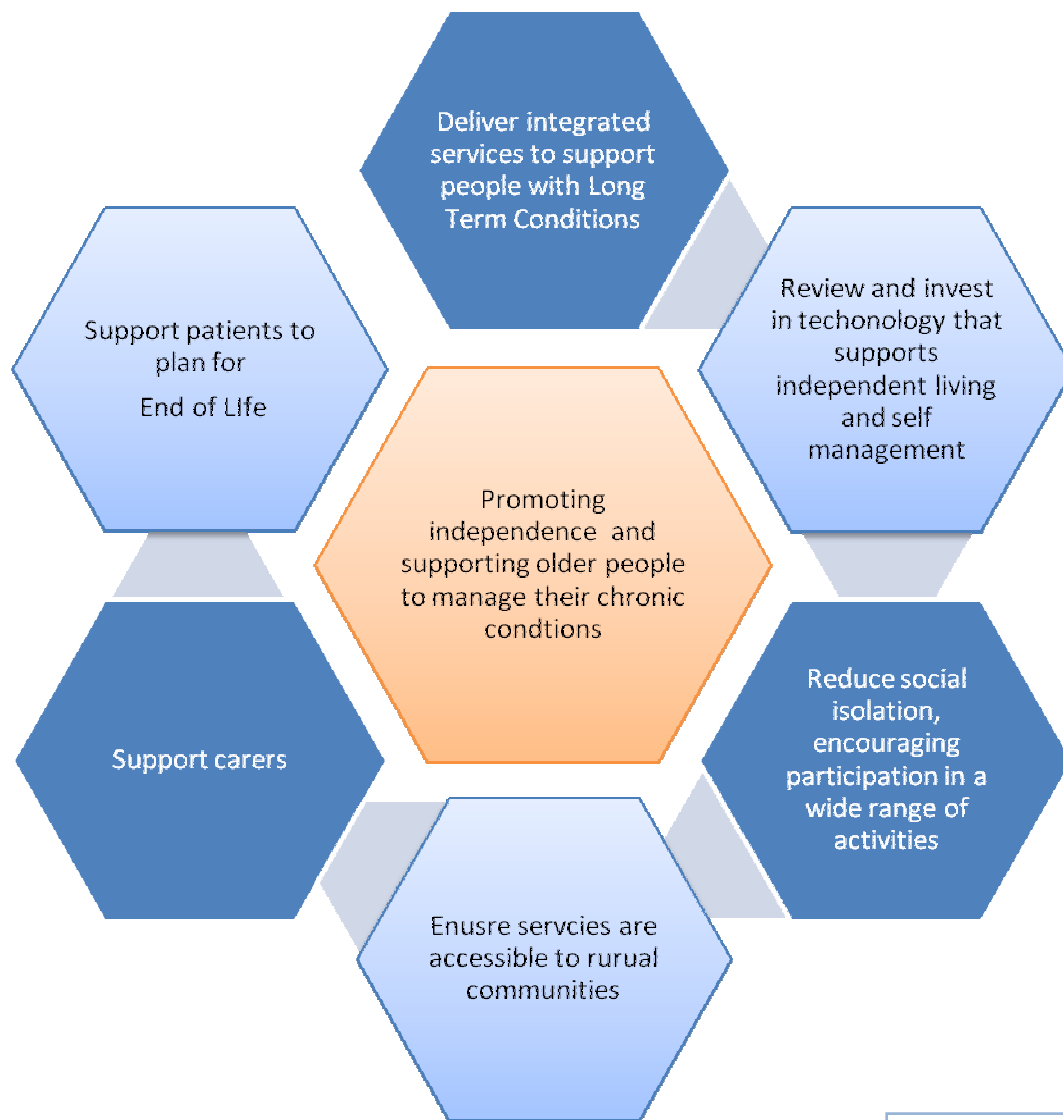 Deliver integrated
services to support
people with Long
Term Conditions
Review and invest
in techonology that
supports
independent living
and self
management
Reduce social
isolation,
encouraging
participation in a
wide range of
activities
Enusre servcies are
accessible to rurual
communities
Support carers
Support patients to
plan for
End of LIfe
Promoting
independence and
supporting older people
to manage their chronic
condtions